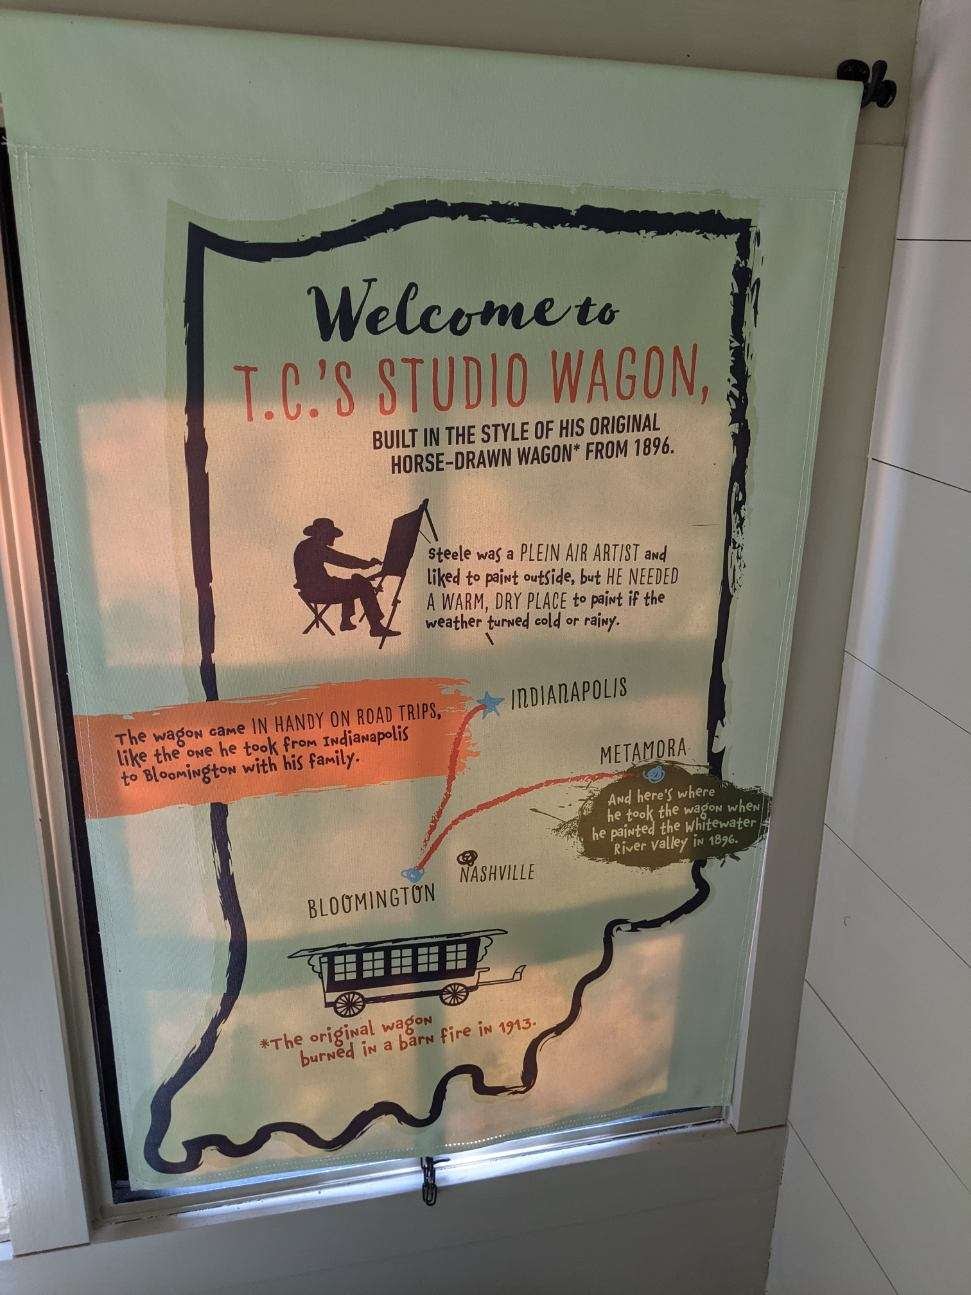 Welcome to
T.C.'S STUDIO WAGON,
BUILT IN THE STYLE OF HIS ORIGINAL
HORSE-DRAWN WAGON* FROM 1896.
Steele was a PLEIN AIR ARTIST and
liked to paint outside, but HE NEEDED
A WARM, DRY PLACE to paint if the
weather turned cold or rainy.
INDIANAPOLIS
The wagon came IN HANDY ON ROAD TRIPS,
like the one he took from Indianapolis
to Bloomington with his family.
METAMORA
And here's where
he took the wagon when
he painted the Whitewater
River Valley in 1896.
NASHVILLE
BLOOMINGTON
*The original wagon
burned in a barn fire in 1913.